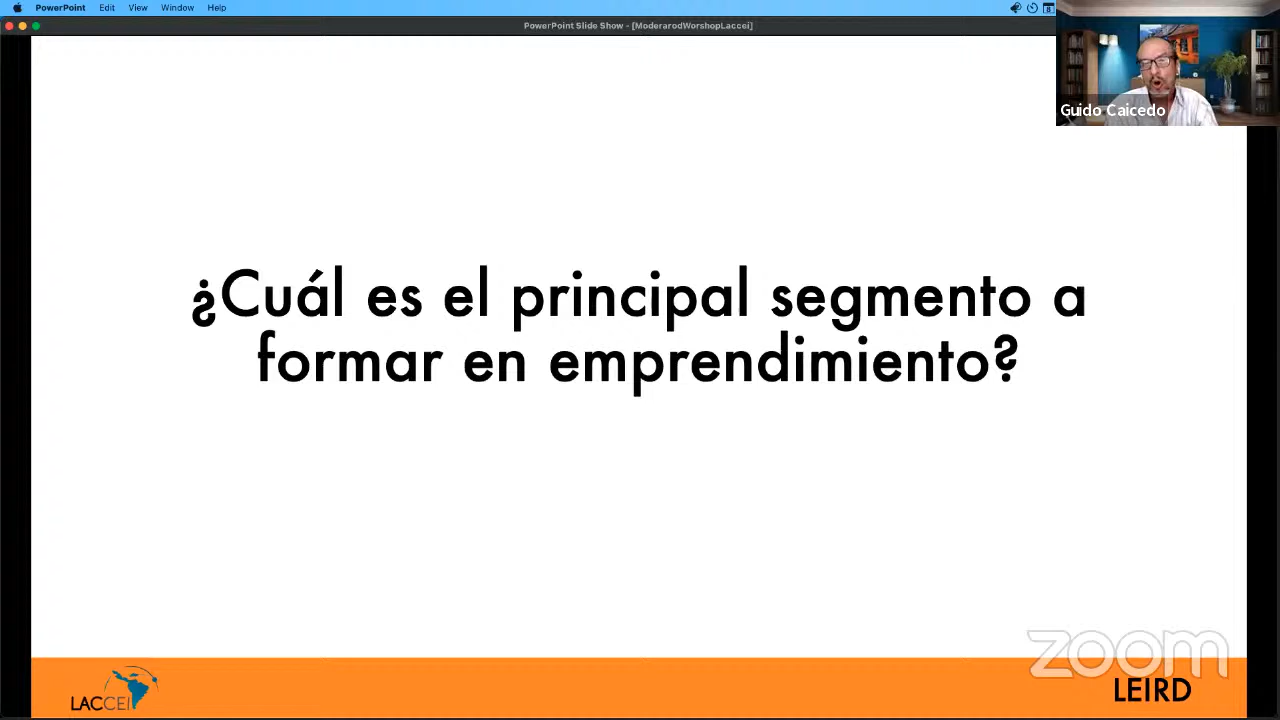 PowerPoint Edit View Window Help
PowerPoint Slide Show - [ModerarodWorshopLaccei]
Guido Caicedo
¿Cuál es el principal segmento a
formar en emprendimiento?
zoom
LACCEI
LEIRD